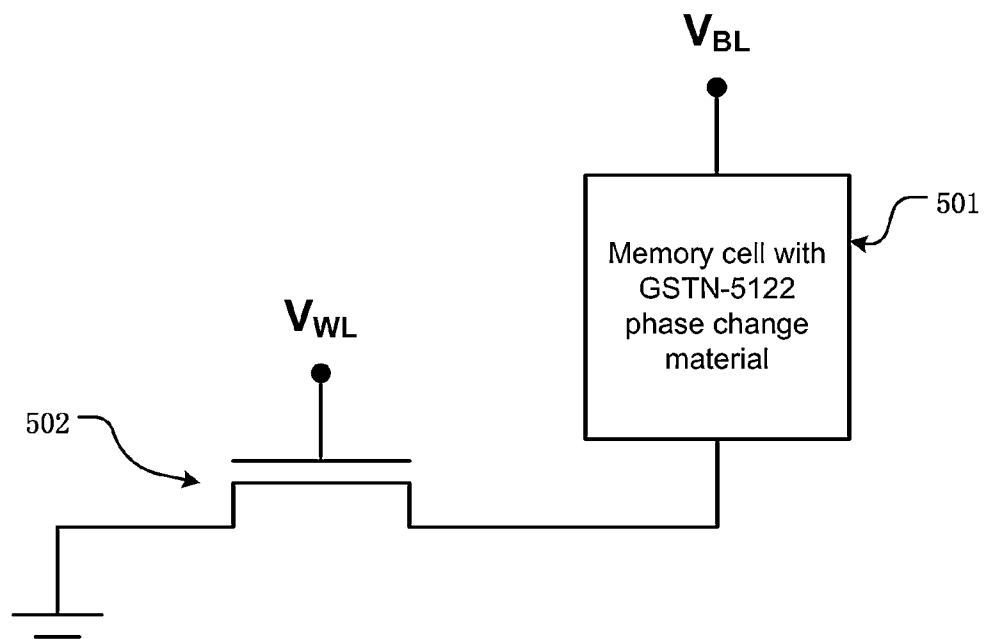 VBL
501
Memory cell with
GSTN-5122
phase change
material
VWL
502